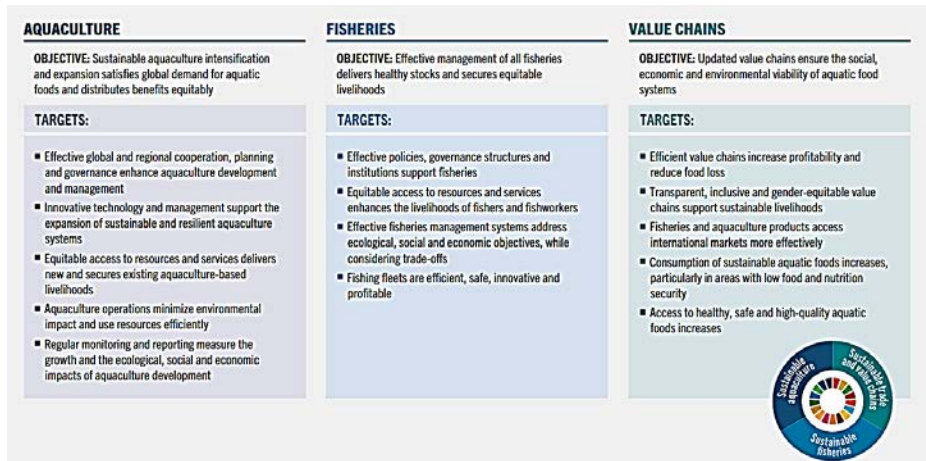 AQUACULTURE
OBJECTIVE: Sustainable aquaculture intensification
and expansion satisfies global demand for aquatic
foods and distributes benefits equitably
TARGETS:
■ Effective global and regional cooperation, planning
and governance enhance aquaculture development
and management
■ Innovative technology and management support the
expansion of sustainable and resilient aquaculture
systems
■ Equitable access to resources and services delivers
new and secures existing aquaculture-based
livelihoods
■ Aquaculture operations minimize environmental
impact and use resources efficiently
■ Regular monitoring and reporting measure the
growth and the ecological, social and economic
impacts of aquaculture development
FISHERIES
OBJECTIVE: Effective management of all fisheries
delivers healthy stocks and secures equitable
livelihoods
TARGETS:
■ Effective policies, governance structures and
institutions support fisheries
■ Equitable access to resources and services
enhances the livelihoods of fishers and fishworkers
■ Effective fisheries management systems address
ecological, social and economic objectives, while
considering trade-offs
■ Fishing fleets are efficient, safe, innovative and
profitable
VALUE CHAINS
OBJECTIVE: Updated value chains ensure the social,
economic and environmental viability of aquatic food
systems
TARGETS:
■ Efficient value chains increase profitability and
reduce food loss
■ Transparent, inclusive and gender-equitable value
chains support sustainable livelihoods
■ Fisheries and aquaculture products access
international markets more effectively
■ Consumption of sustainable aquatic foods increases,
particularly in areas with low food and nutrition
security
■ Access to healthy, safe and high-quality aquatic
foods increases
Sustainable
aquaculture
Sustainable trade
and value chains
Sustainable
fisheries